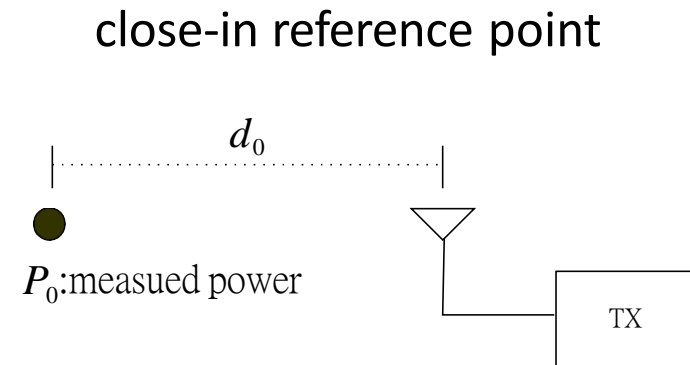 close-in reference point
d₀
P₀:measued power
TX